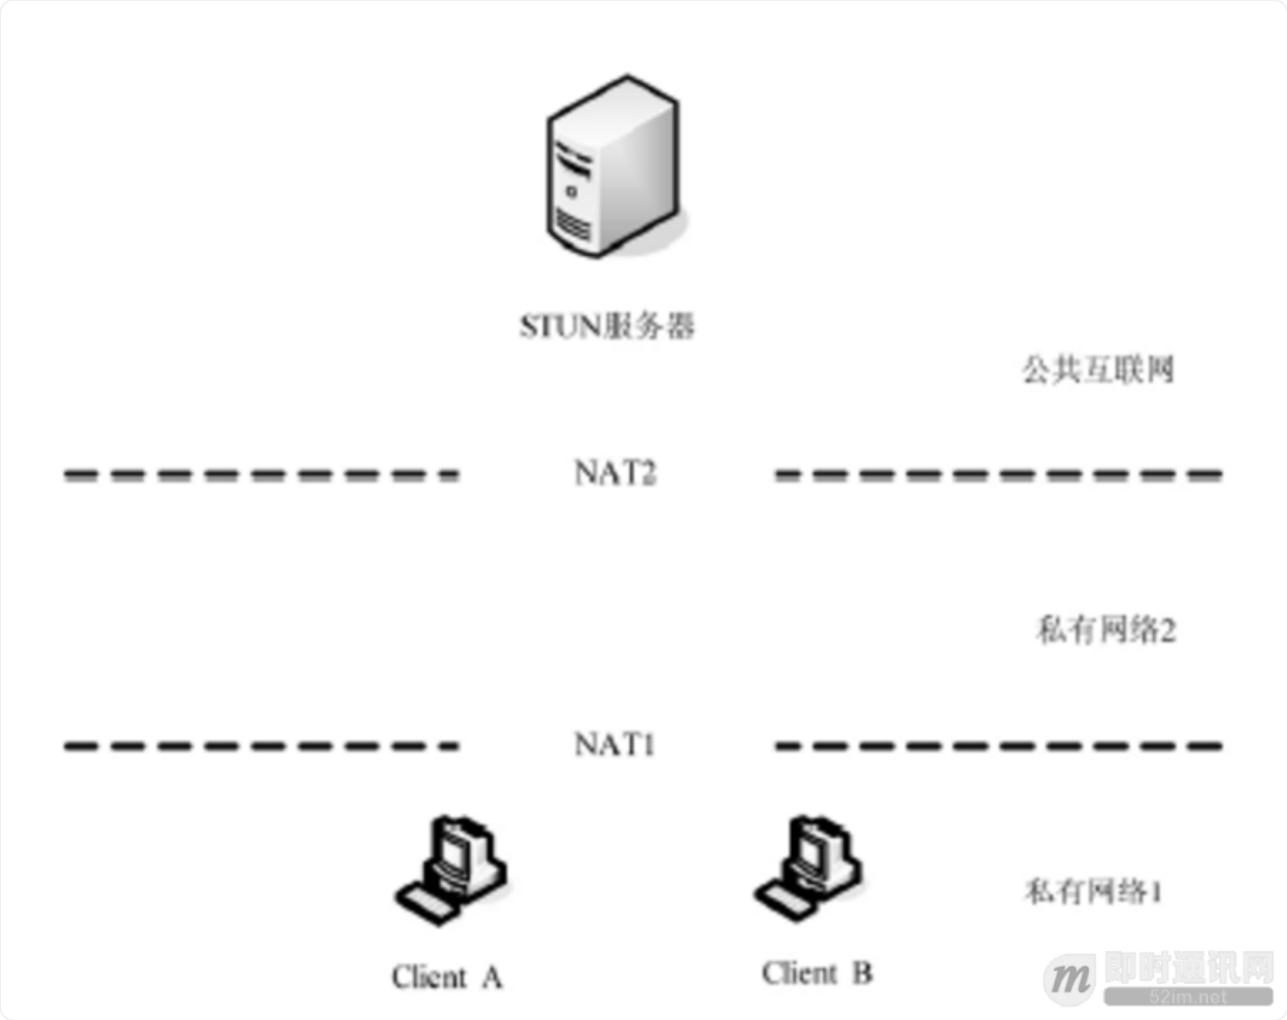 STUN服务器
公共互联网
NAT2
私有网络2
NAT1
私有网络1
Client A
Client B
即时通讯网
52im.net